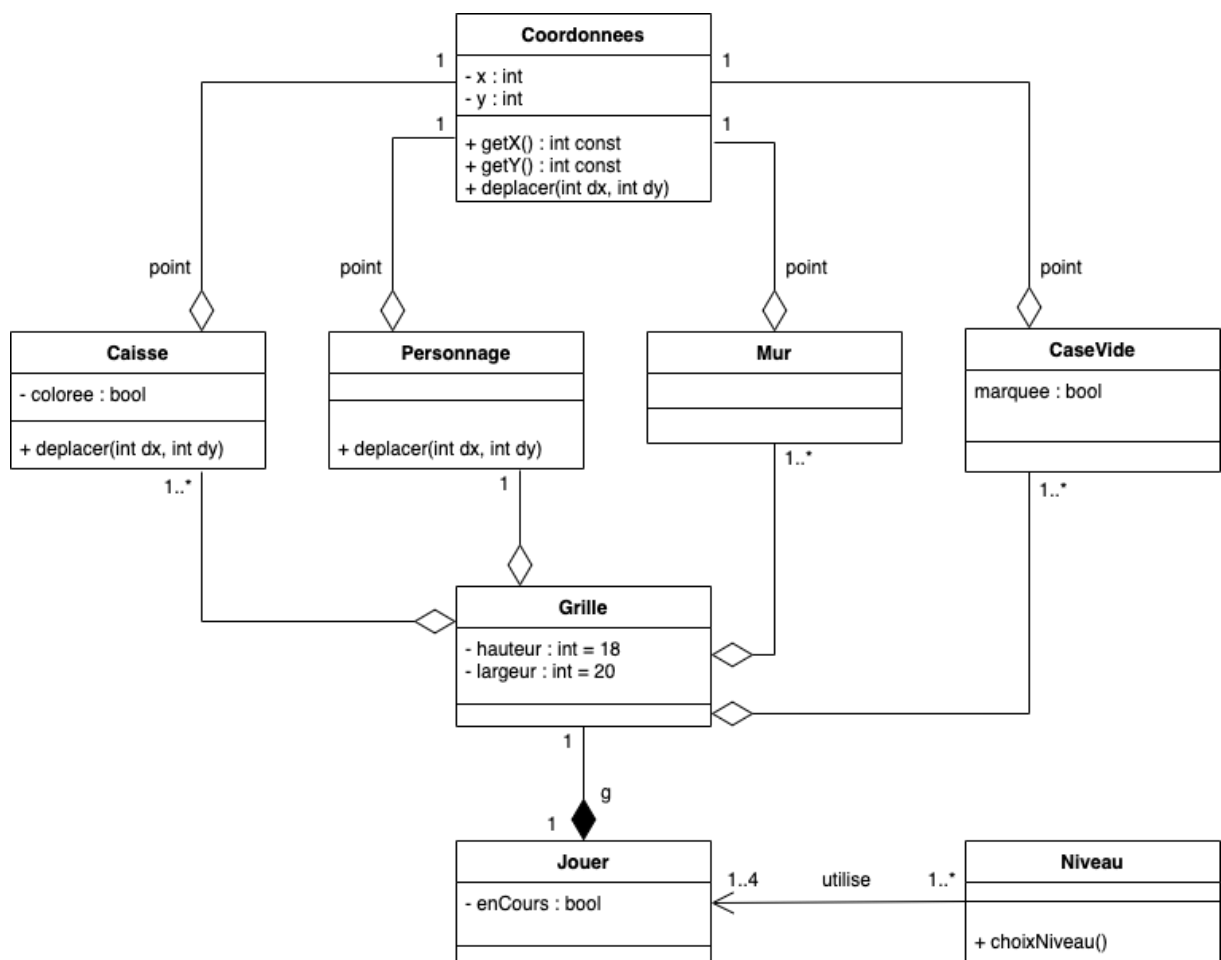 Coordonnees
1
1
- x : int
- y : int
1
1
+ getX() : int const
+ getY() : int const
+ deplacer(int dx, int dy)
point
point
point
point
Caisse
- coloree : bool
+ deplacer(int dx, int dy)
1..*
Personnage
+ deplacer(int dx, int dy)
1
Mur
1..*
CaseVide
marquee : bool
1..*
Grille
- hauteur : int = 18
- largeur : int = 20
1
g
1
Jouer
- enCours : bool
1..4
utilise
1..*
Niveau
+ choixNiveau()